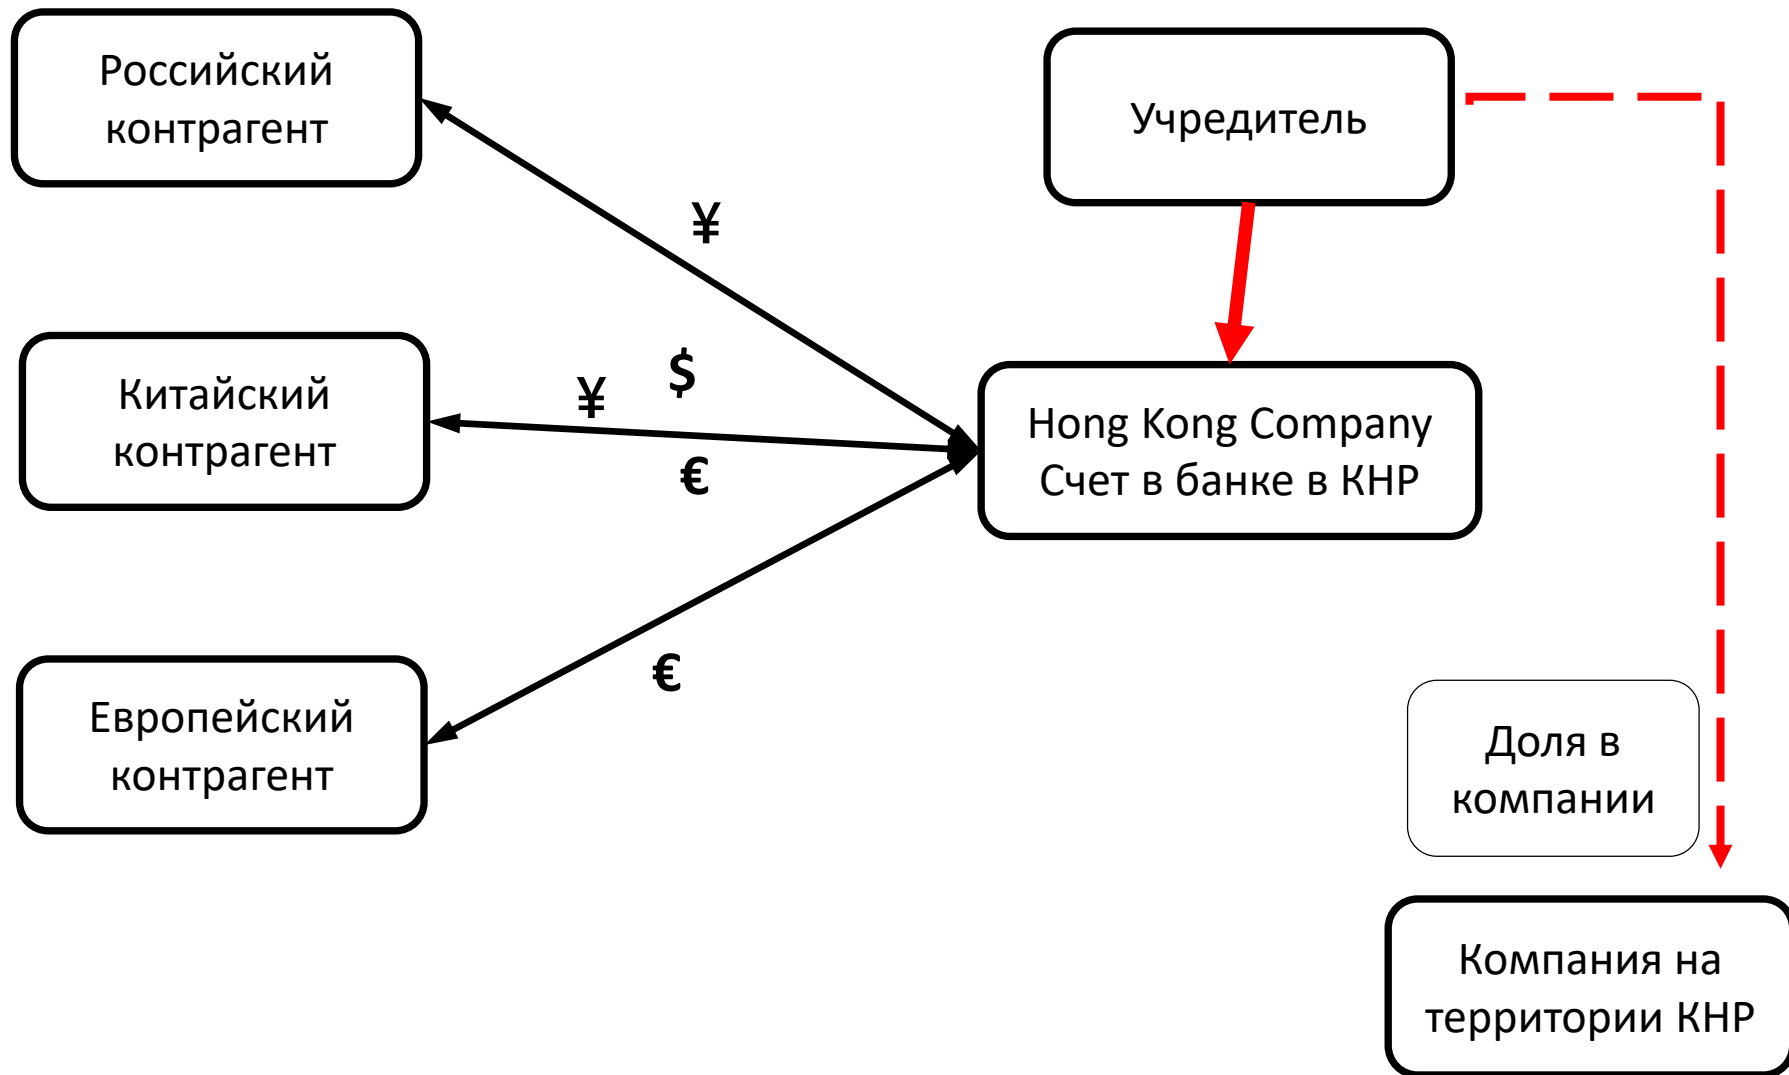 Российский
контрагент
Учредитель
¥
Китайский
контрагент
¥
$
€
Hong Kong Company
Счет в банке в КНР
Европейский
контрагент
€
Доля в
компании
Компания на
территории КНР